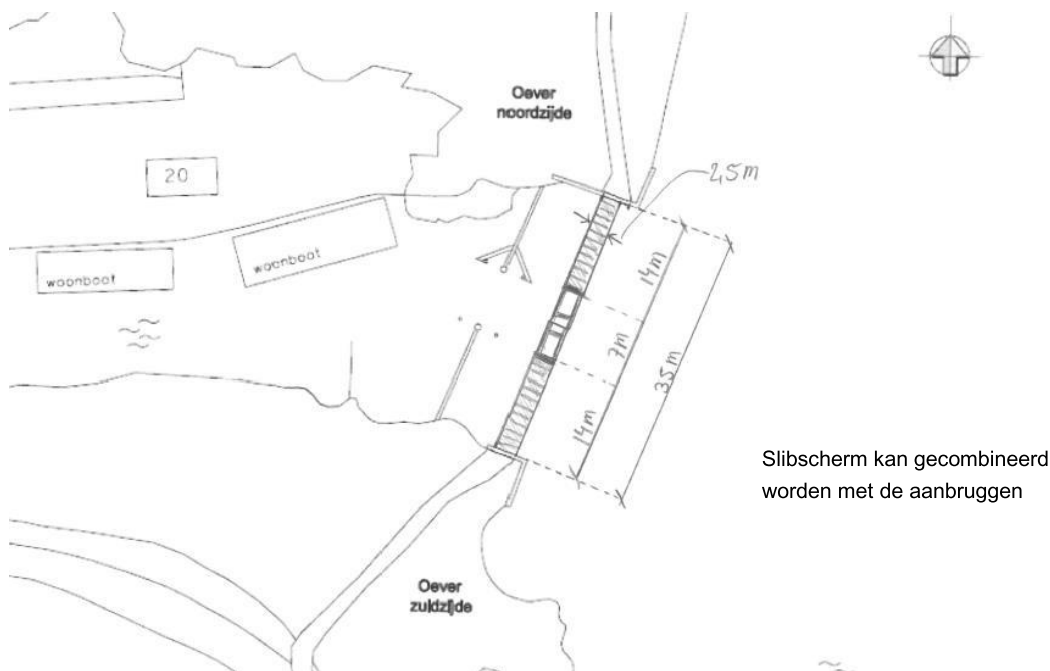 Oever
noordzijde
2,5m
20
woonboot
woonboot
14m
7m
35m
14m
Slibscherm kan gecombineerd
worden met de aanbruggen
Oever
zuidzijde